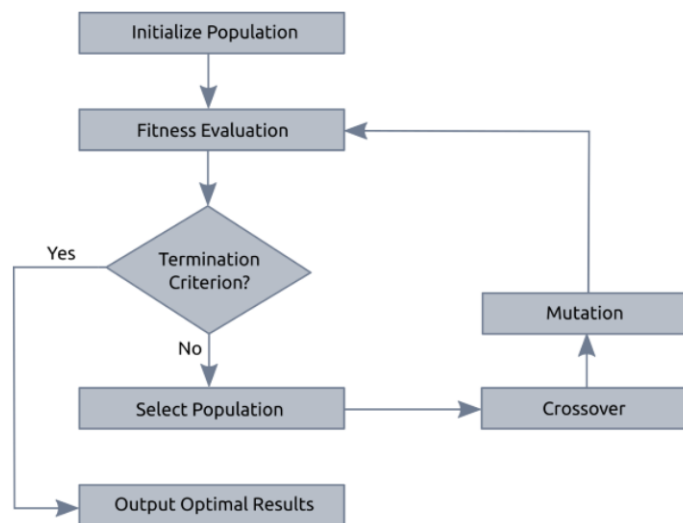 Initialize Population
Fitness Evaluation
Yes
Termination
Criterion?
Mutation
No
Select Population
Crossover
Output Optimal Results